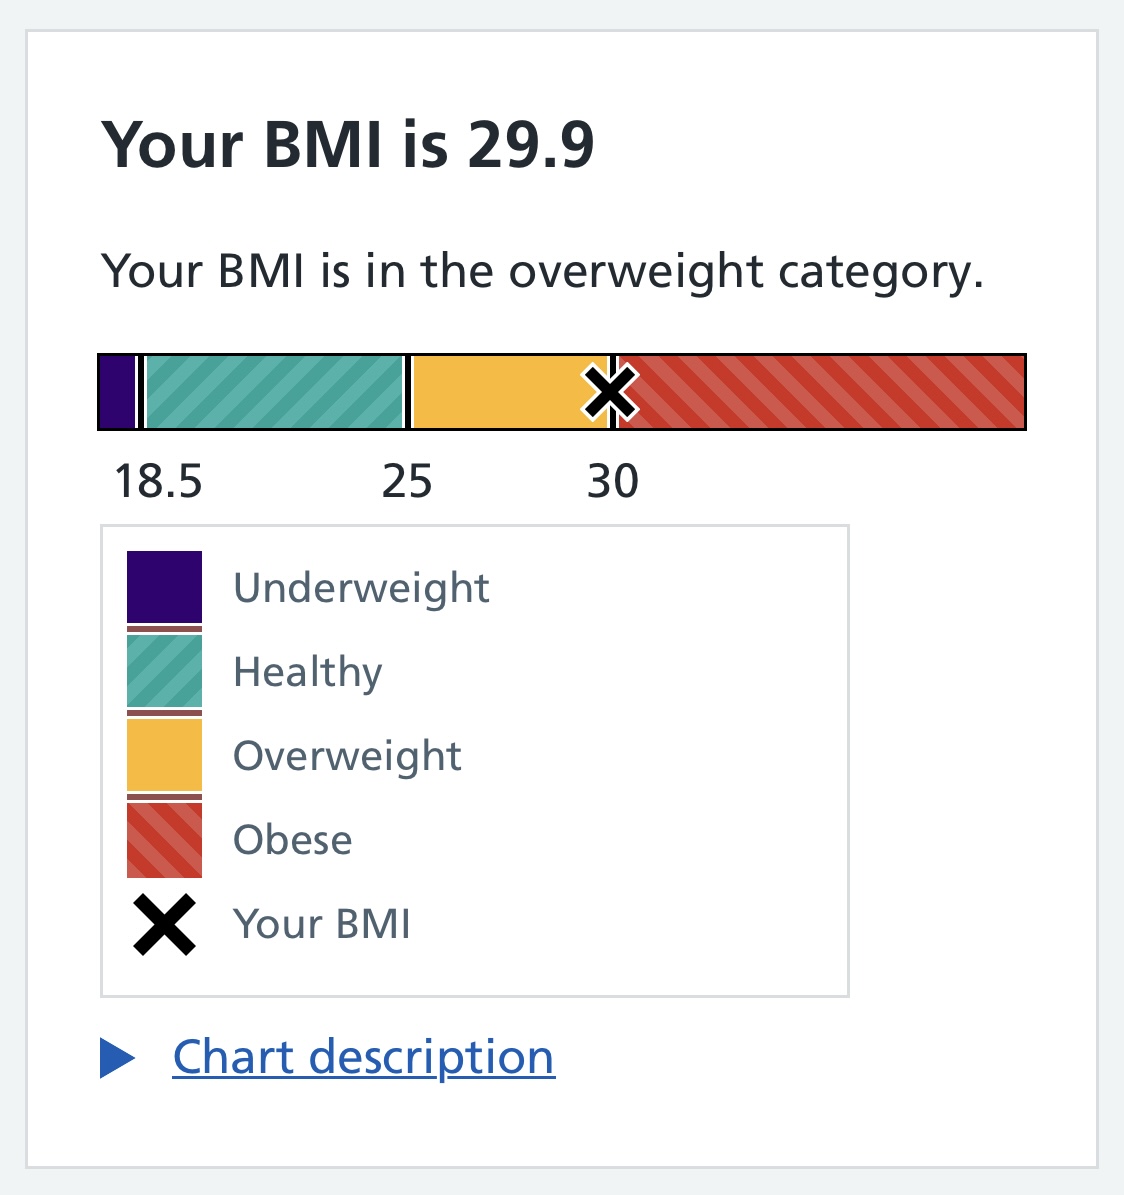 Your BMI is 29.9
Your BMI is in the overweight category.
18.5 25 30
Underweight
Healthy
Overweight
Obese
Your BMI
Chart description